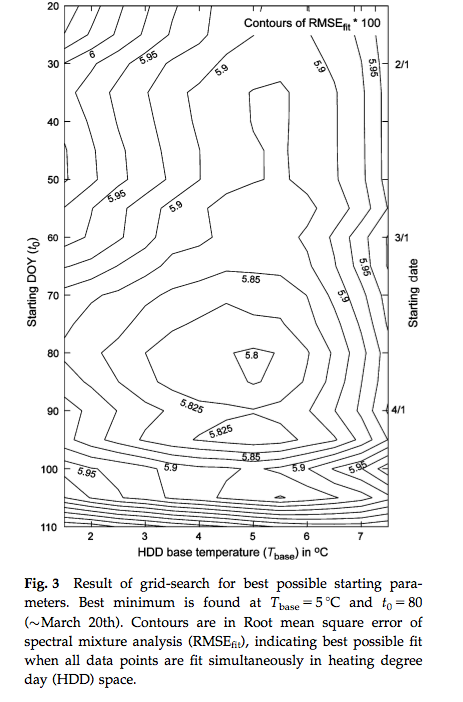 20
Contours of RMSEfit * 100
6
5.95
5.9
5.9
5.95
30
2/1
40
50
5.95
5.9
60
3/1
Starting DOY (t0)
Starting date
5.85
5.95
70
5.9
80
5.8
5.825
90
4/1
5.825
5.85
5.95
5.9
5.9
5.95
100
110
2 3 4 5 6 7
HDD base temperature (Tbase) in ºC
Fig. 3 Result of grid-search for best possible starting para-
meters. Best minimum is found at Tbase = 5 °C and t0 = 80
(~March 20th). Contours are in Root mean square error of
spectral mixture analysis (RMSEfit), indicating best possible fit
when all data points are fit simultaneously in heating degree
day (HDD) space.